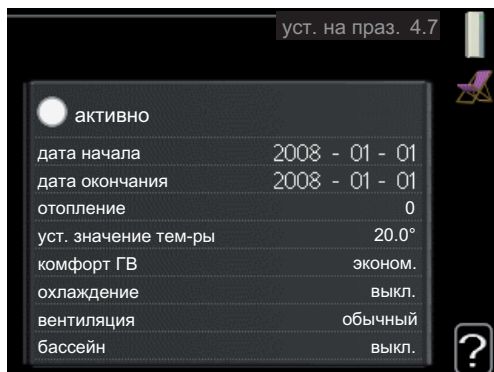 уст. на праз. 4.7
активно
дата начала 2008 - 01 - 01
дата окончания 2008 - 01 - 01
отопление 0
уст. значение тем-ры 20.0°
комфорт ГВ эконом.
охлаждение выкл.
вентиляция обычный
бассейн выкл.
?